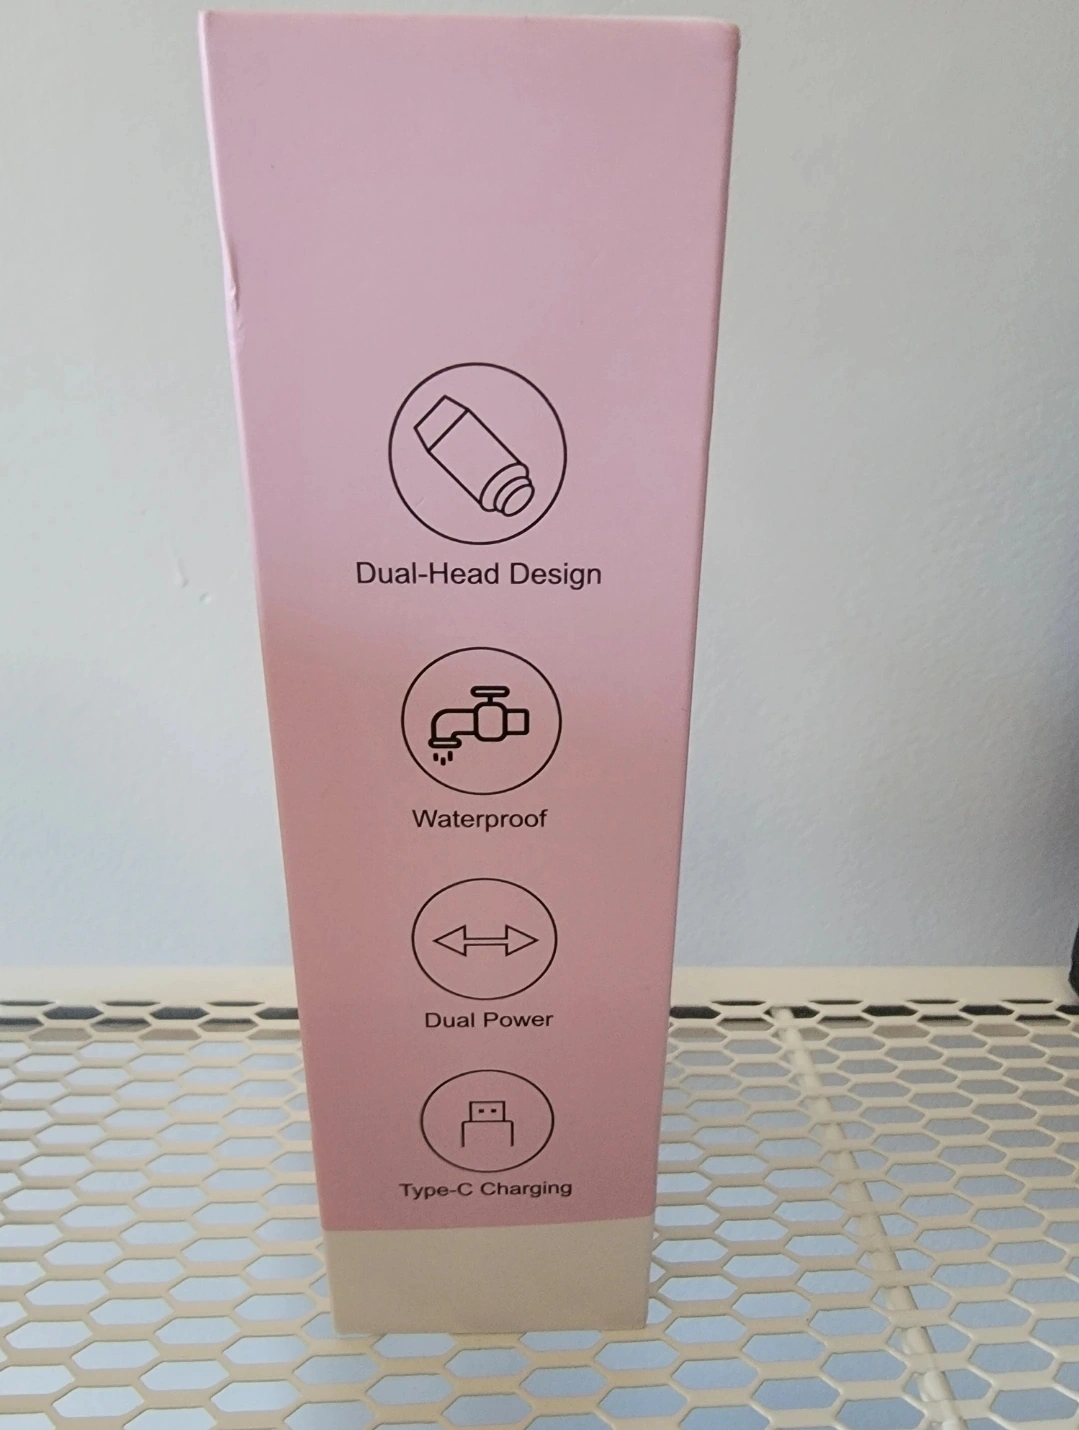 Dual-Head Design
Waterproof
Dual Power
Type-C Charging